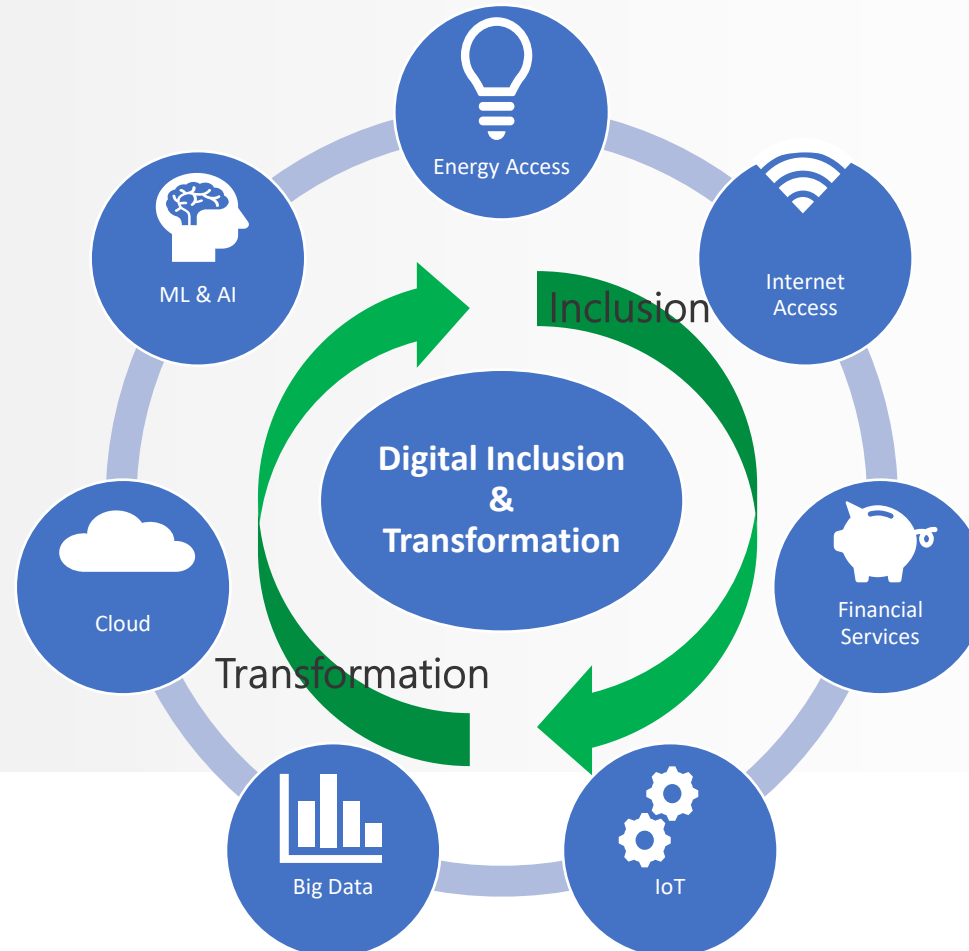 Energy Access
ML & AI
Internet
Access
Inclusion
Digital Inclusion
&
Transformation
Cloud
Financial
Services
Transformation
Big Data
IoT